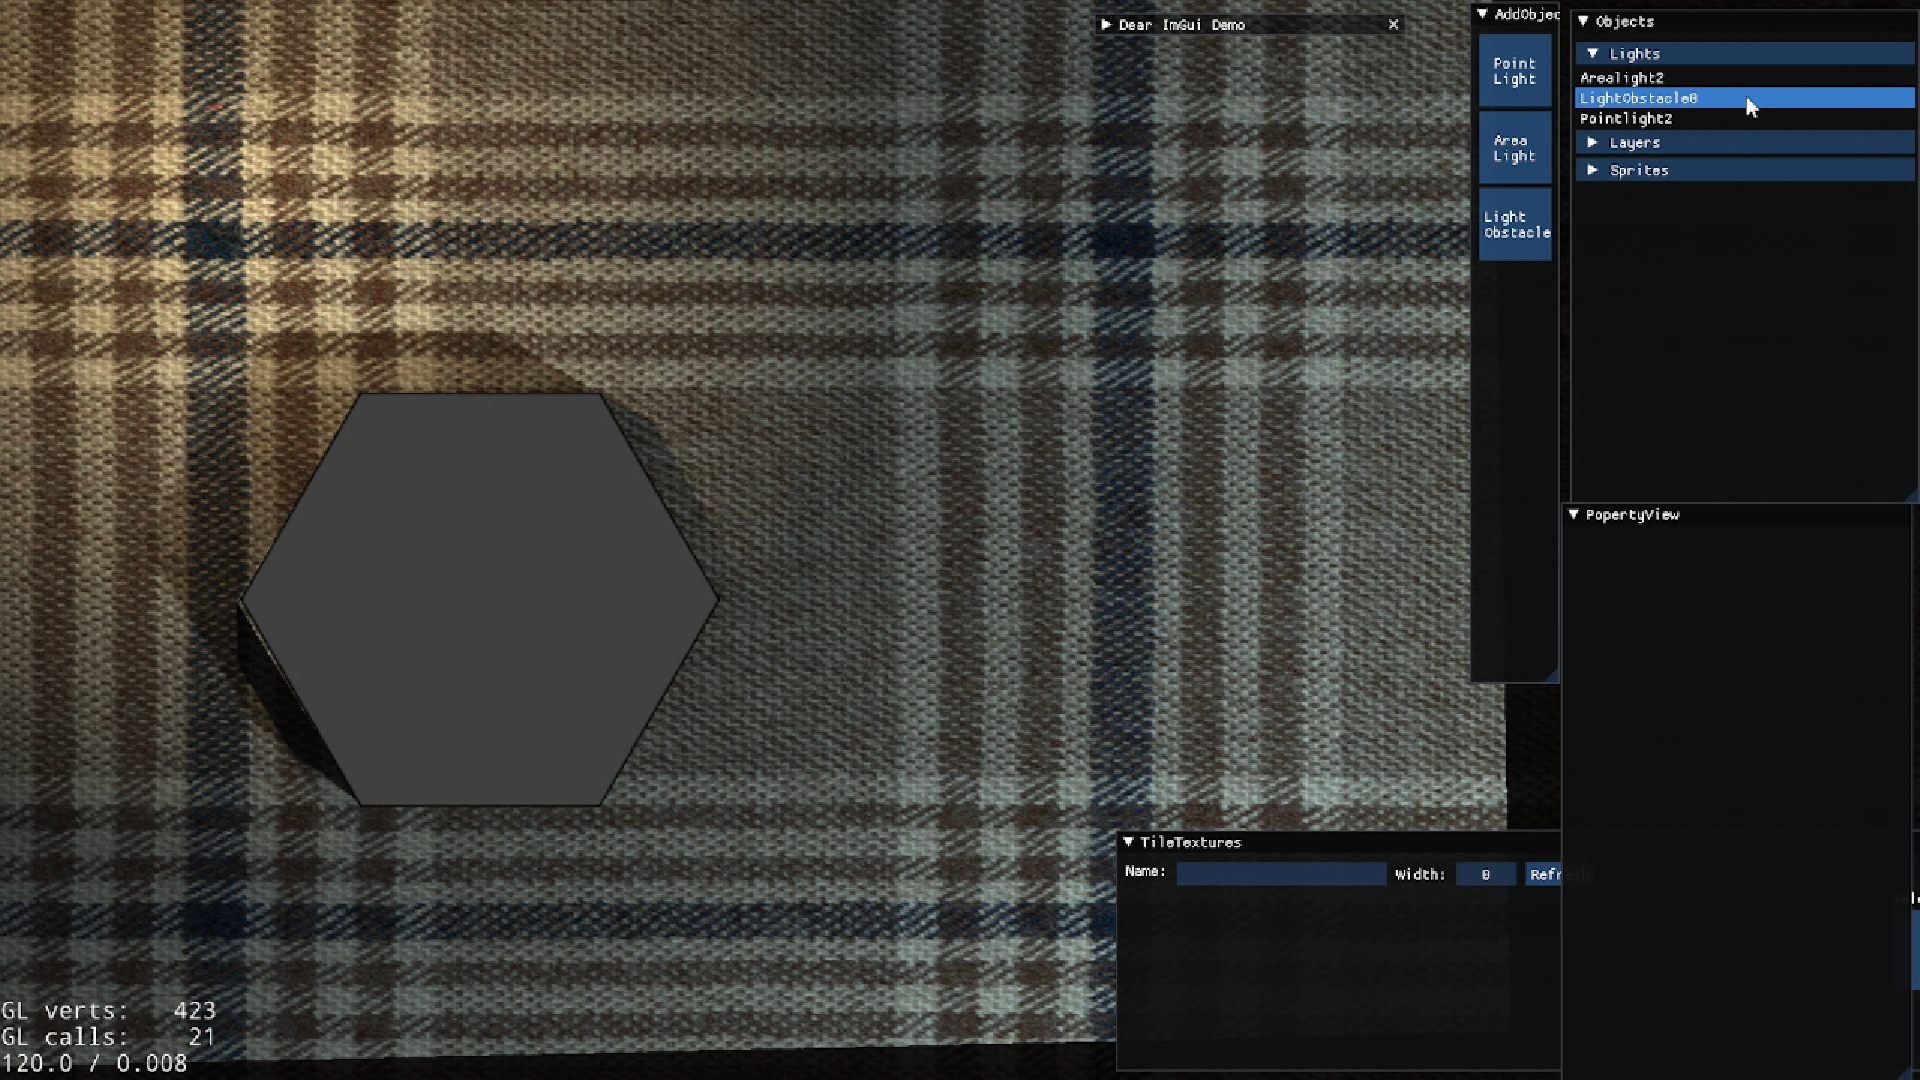 Dear ImGui Demo
AddObjec
Point
Light
Area
Light
Light
Obstacle
Objects
Lights
Arealight2
LightObstacle0
Pointlight2
Layers
Sprites
PopertyView
TileTextures
Name:
Width: 0 Refr
GL verts: 423
GL calls: 21
120.0 / 0.008